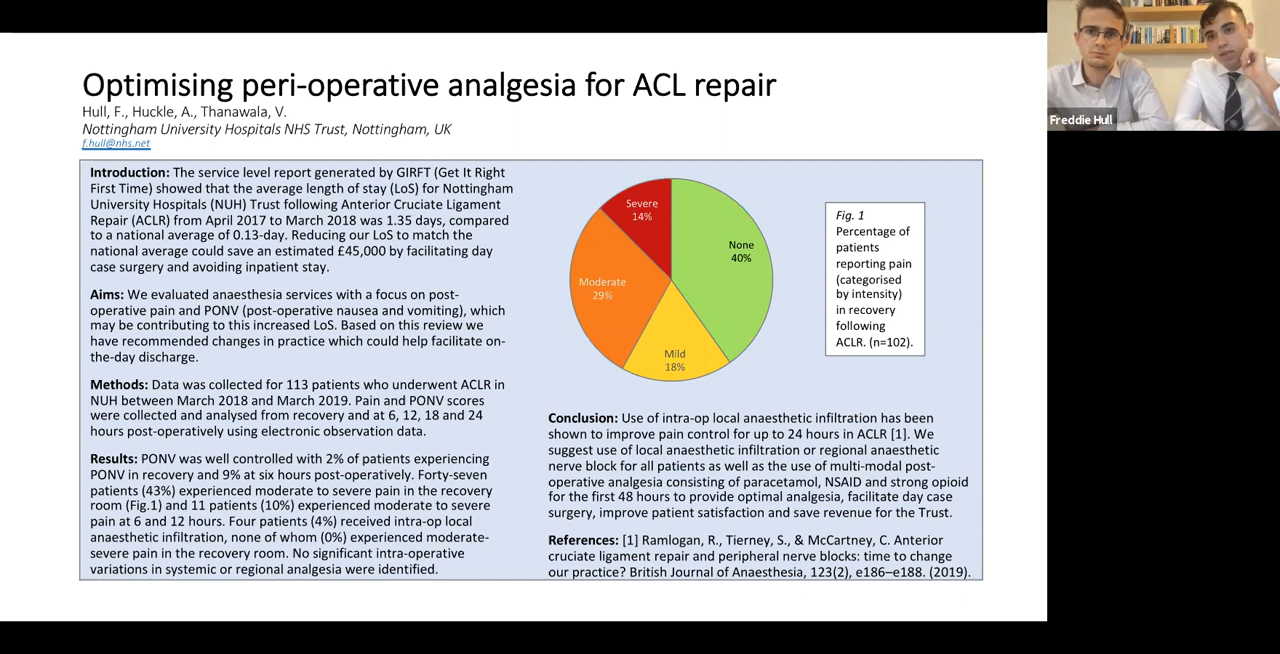 Optimising peri-operative analgesia for ACL repair
Hull, F., Huckle, A., Thanawala, V.
Nottingham University Hospitals NHS Trust, Nottingham, UK
f.hull@nhs.net
Introduction: The service level report generated by GIRFT (Get It Right
First Time) showed that the average length of stay (LoS) for Nottingham
University Hospitals (NUH) Trust following Anterior Cruciate Ligament
Repair (ACLR) from April 2017 to March 2018 was 1.35 days, compared
to a national average of 0.13-day. Reducing our LoS to match the
national average could save an estimated £45,000 by facilitating day
case surgery and avoiding inpatient stay.
Aims: We evaluated anaesthesia services with a focus on post-
operative pain and PONV (post-operative nausea and vomiting), which
may be contributing to this increased LoS. Based on this review we
have recommended changes in practice which could help facilitate on-
the-day discharge.
Methods: Data was collected for 113 patients who underwent ACLR in
NUH between March 2018 and March 2019. Pain and PONV scores
were collected and analysed from recovery and at 6, 12, 18 and 24
hours post-operatively using electronic observation data.
Results: PONV was well controlled with 2% of patients experiencing
PONV in recovery and 9% at six hours post-operatively. Forty-seven
patients (43%) experienced moderate to severe pain in the recovery
room (Fig.1) and 11 patients (10%) experienced moderate to severe
pain at 6 and 12 hours. Four patients (4%) received intra-op local
anaesthetic infiltration, none of whom (0%) experienced moderate-
severe pain in the recovery room. No significant intra-operative
variations in systemic or regional analgesia were identified.
Severe
14%
None
40%
Moderate
29%
Mild
18%
Fig. 1
Percentage of
patients
reporting pain
(categorised
by intensity)
in recovery
following
ACLR. (n=102).
Conclusion: Use of intra-op local anaesthetic infiltration has been
shown to improve pain control for up to 24 hours in ACLR [1]. We
suggest use of local anaesthetic infiltration or regional anaesthetic
nerve block for all patients as well as the use of multi-modal post-
operative analgesia consisting of paracetamol, NSAID and strong opioid
for the first 48 hours to provide optimal analgesia, facilitate day case
surgery, improve patient satisfaction and save revenue for the Trust.
References: [1] Ramlogan, R., Tierney, S., & McCartney, C. Anterior
cruciate ligament repair and peripheral nerve blocks: time to change
our practice? British Journal of Anaesthesia, 123(2), e186–e188. (2019).
Freddie Hull